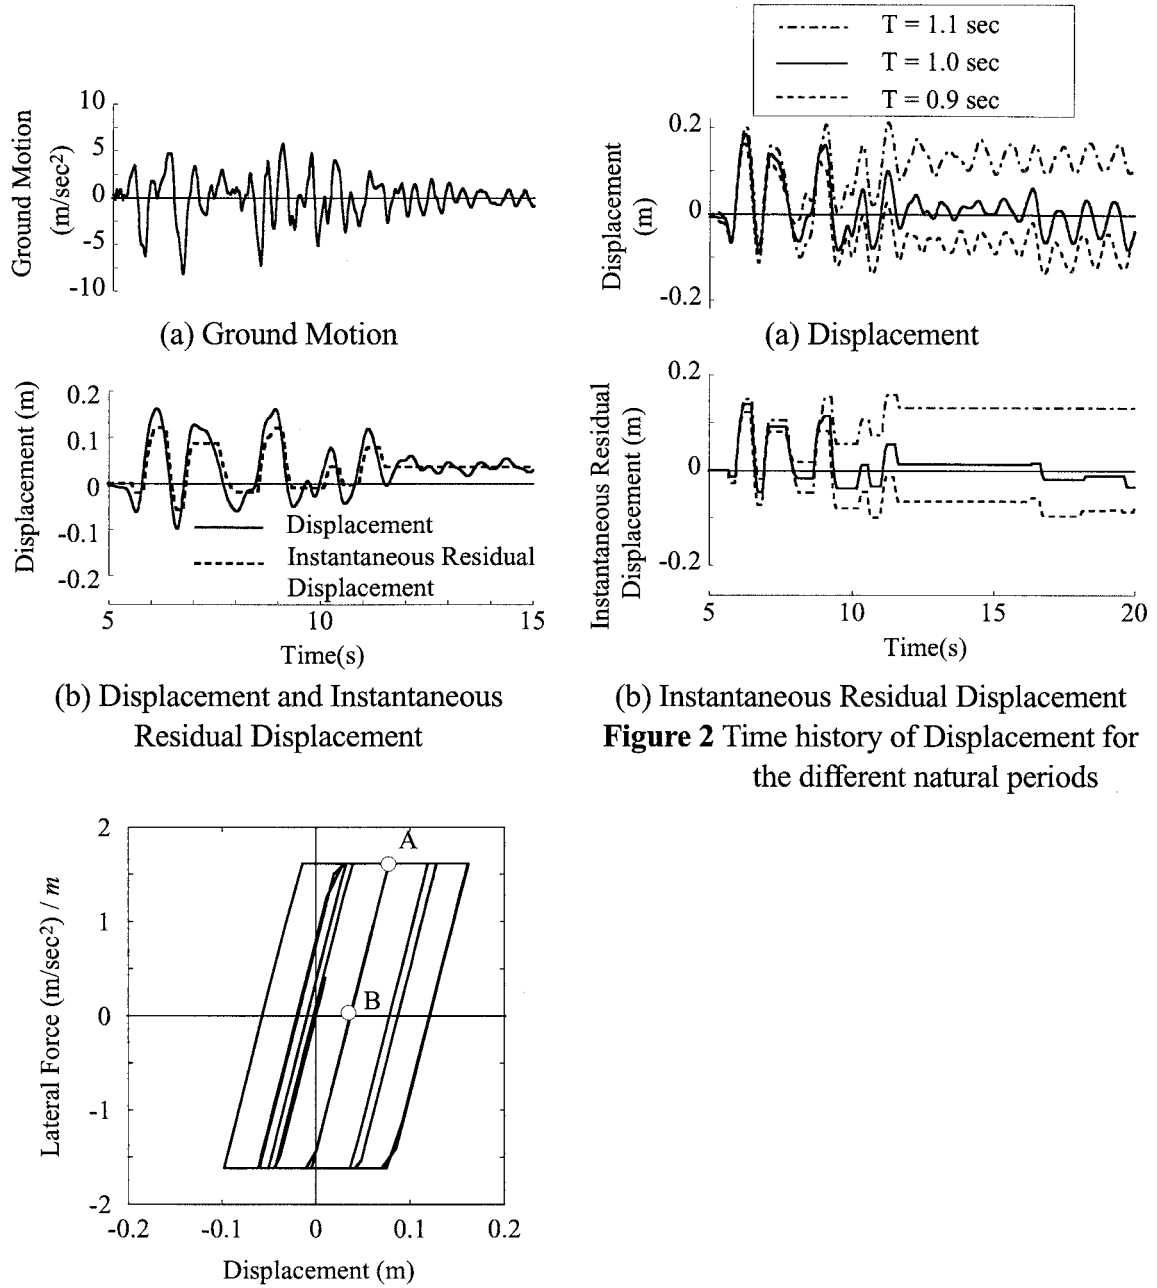 10
5
0
-5
-10
Ground Motion
(m/sec²)
(a) Ground Motion
0.2
0.1
0
-0.1
-0.2
Displacement (m)
Displacement
Instantaneous Residual
Displacement
5
10
15
Time(s)
(b) Displacement and Instantaneous
Residual Displacement
2
1
0
-1
-2
Lateral Force (m/sec²) / m
A
B
-0.2
-0.1
0
0.1
0.2
Displacement (m)
T = 1.1 sec
T = 1.0 sec
T = 0.9 sec
0.2
0
-0.2
Displacement
(m)
(a) Displacement
0.2
0
-0.2
Instantaneous Residual
Displacement (m)
5
10
15
20
Time(s)
(b) Instantaneous Residual Displacement
Figure 2 Time history of Displacement for
the different natural periods